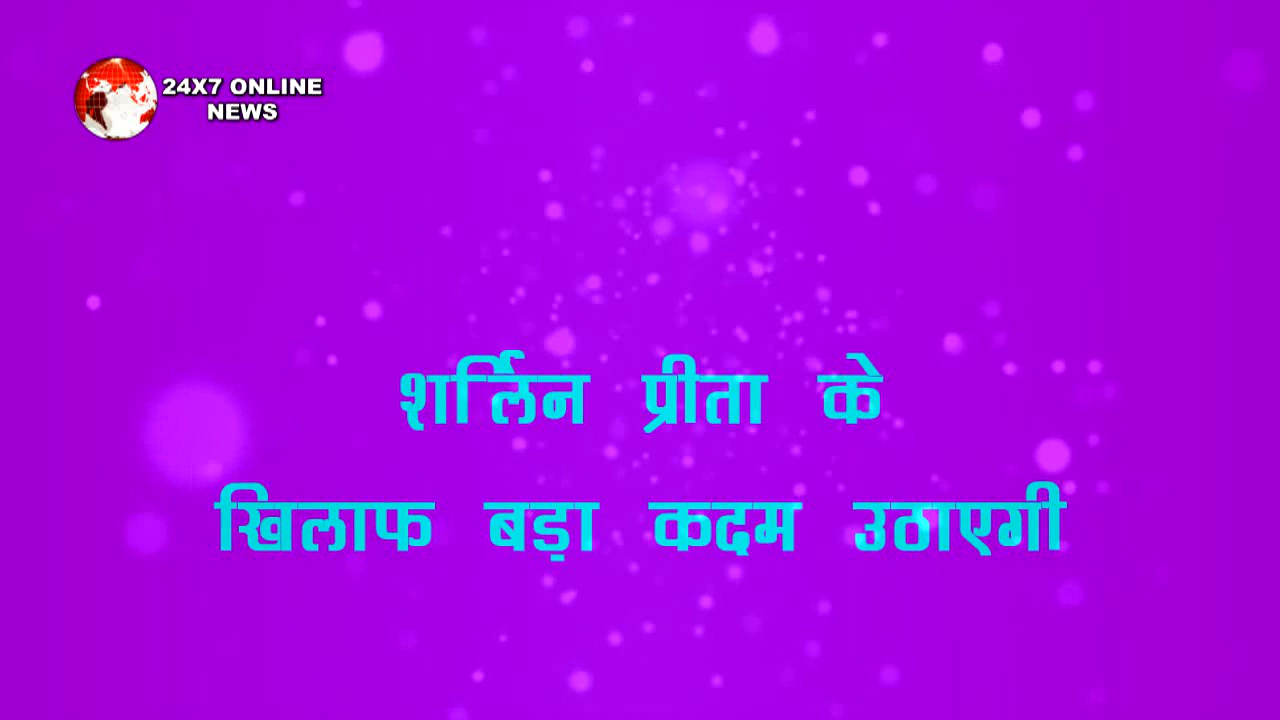 24X7 ONLINE
NEWS
शर्लिन प्रीता के
खिलाफ बड़ा कदम उठाएगी